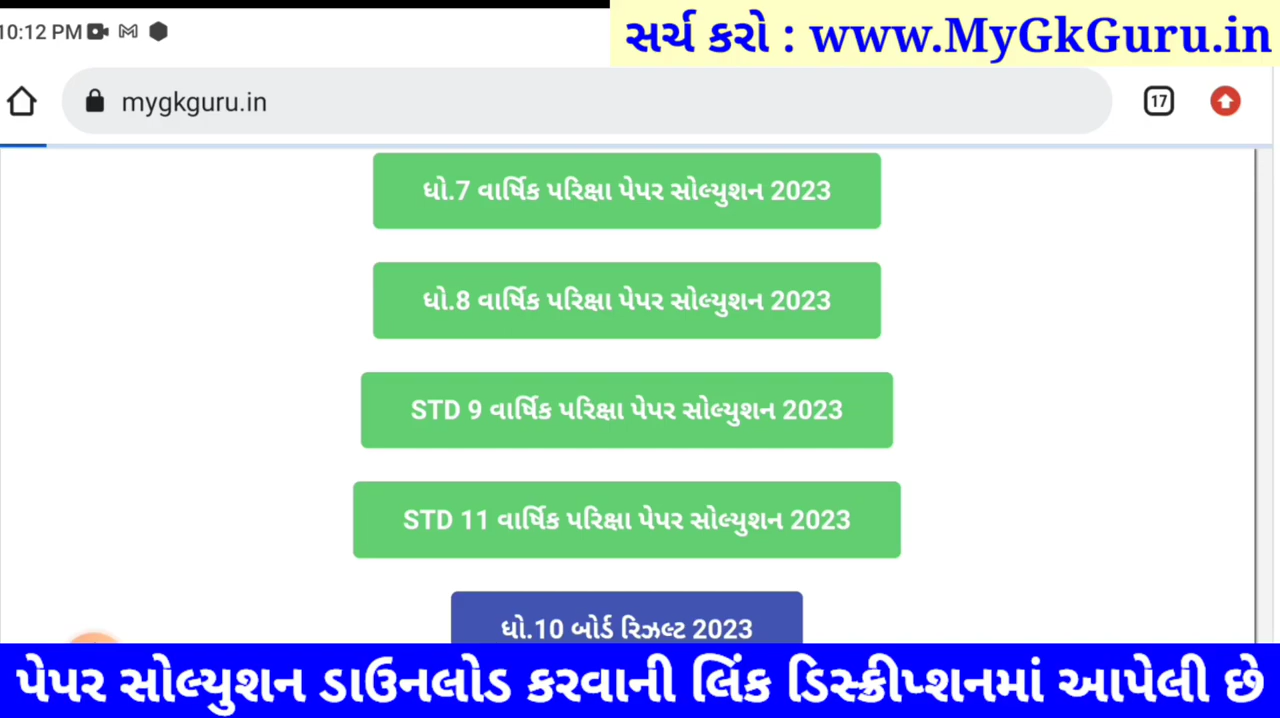 10:12 PM
સર્ચ કરો : www.MyGkGuru.in
mygkguru.in
17
ધો.7 વાર્ષિક પરિક્ષા પેપર સોલ્યુશન 2023
ધો.8 વાર્ષિક પરિક્ષા પેપર સોલ્યુશન 2023
STD 9 વાર્ષિક પરિક્ષા પેપર સોલ્યુશન 2023
STD 11 વાર્ષિક પરિક્ષા પેપર સોલ્યુશન 2023
ધો.10 બોર્ડ રિઝલ્ટ 2023
પેપર સોલ્યુશન ડાઉનલોડ કરવાની લિંક ડિસ્ક્રીપ્શનમાં આપેલી છે